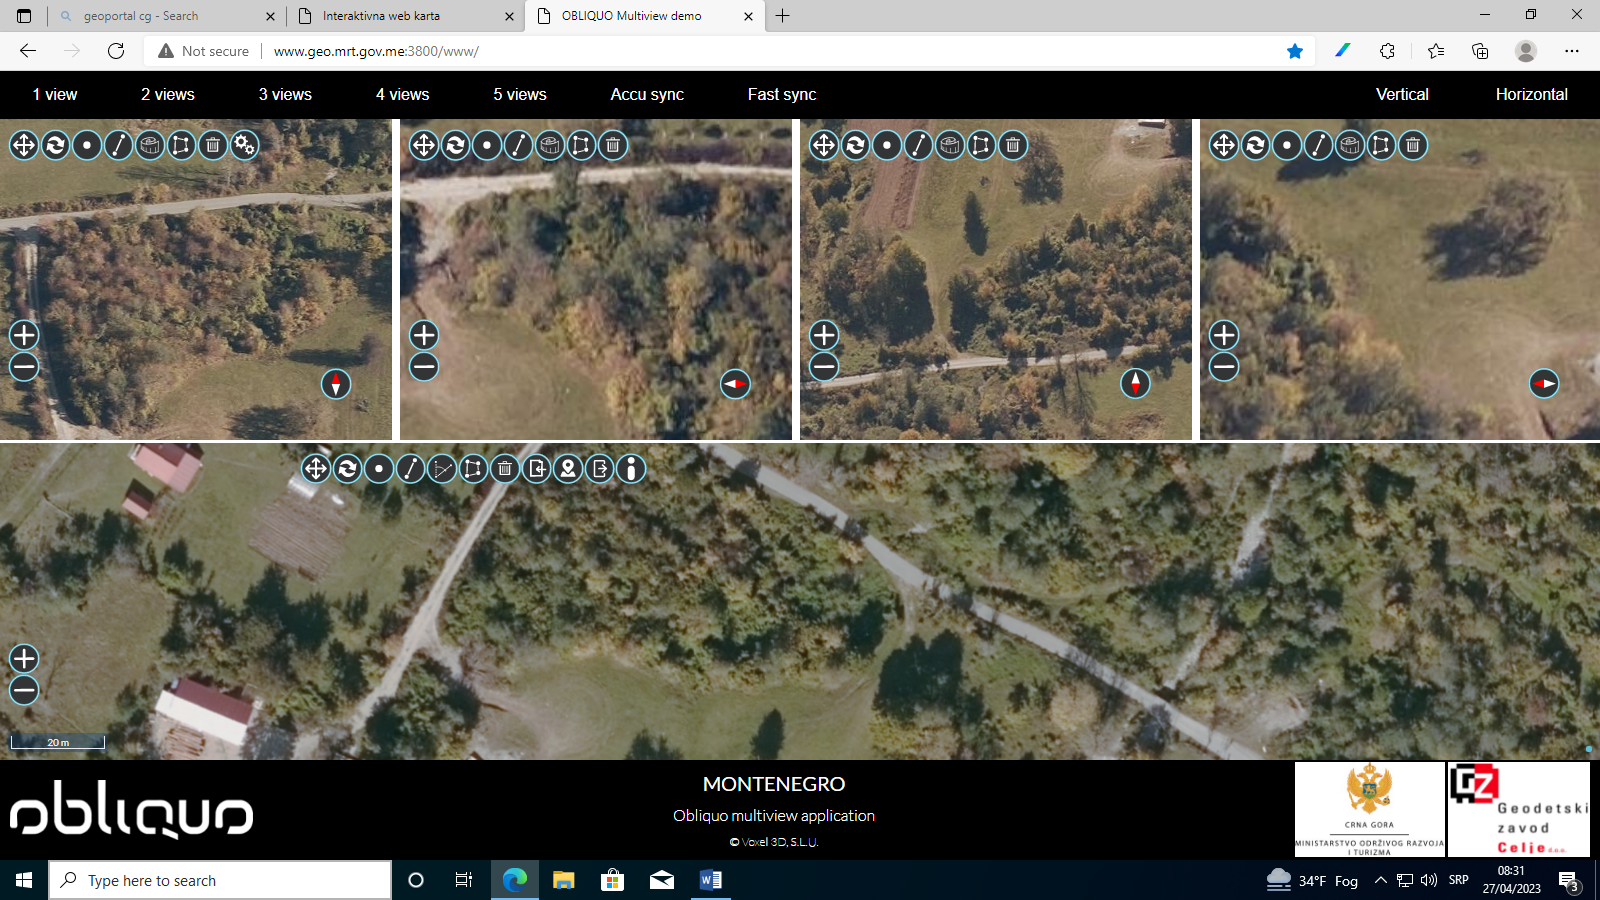 geoportal cg - Search
Interaktivna web karta
OBLIQUO Multiview demo
Not secure
www.geo.mrt.gov.me:3800/www/
1 view
2 views
3 views
4 views
5 views
Accu sync
Fast sync
Vertical
Horizontal
20 m
obliquo
MONTENEGRO
Obliquo multiview application
© Voxel 3D, S.L.U.
CRNA GORA
MINISTARSTVO ODRŽIVOG RAZVOJA
I TURIZMA
GZ
Geodetski
zavod
Celje d.o.o.
Type here to search
34°F Fog
SRP
08:31
27/04/2023
3